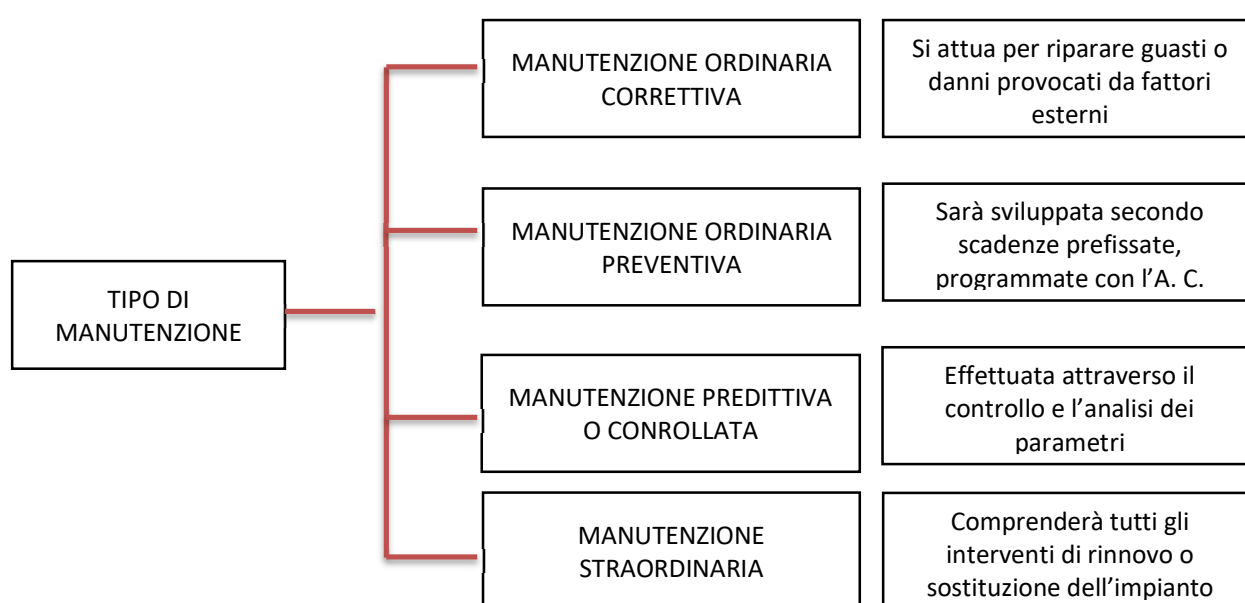 TIPO DI
MANUTENZIONE
MANUTENZIONE ORDINARIA
CORRETTIVA
Si attua per riparare guasti o
danni provocati da fattori
esterni
MANUTENZIONE ORDINARIA
PREVENTIVA
Sarà sviluppata secondo
scadenze prefissate,
programmate con l’A. C.
MANUTENZIONE PREDITTIVA
O CONROLLATA
Effettuata attraverso il
controllo e l’analisi dei
parametri
MANUTENZIONE
STRAORDINARIA
Comprenderà tutti gli
interventi di rinnovo o
sostituzione dell’impianto